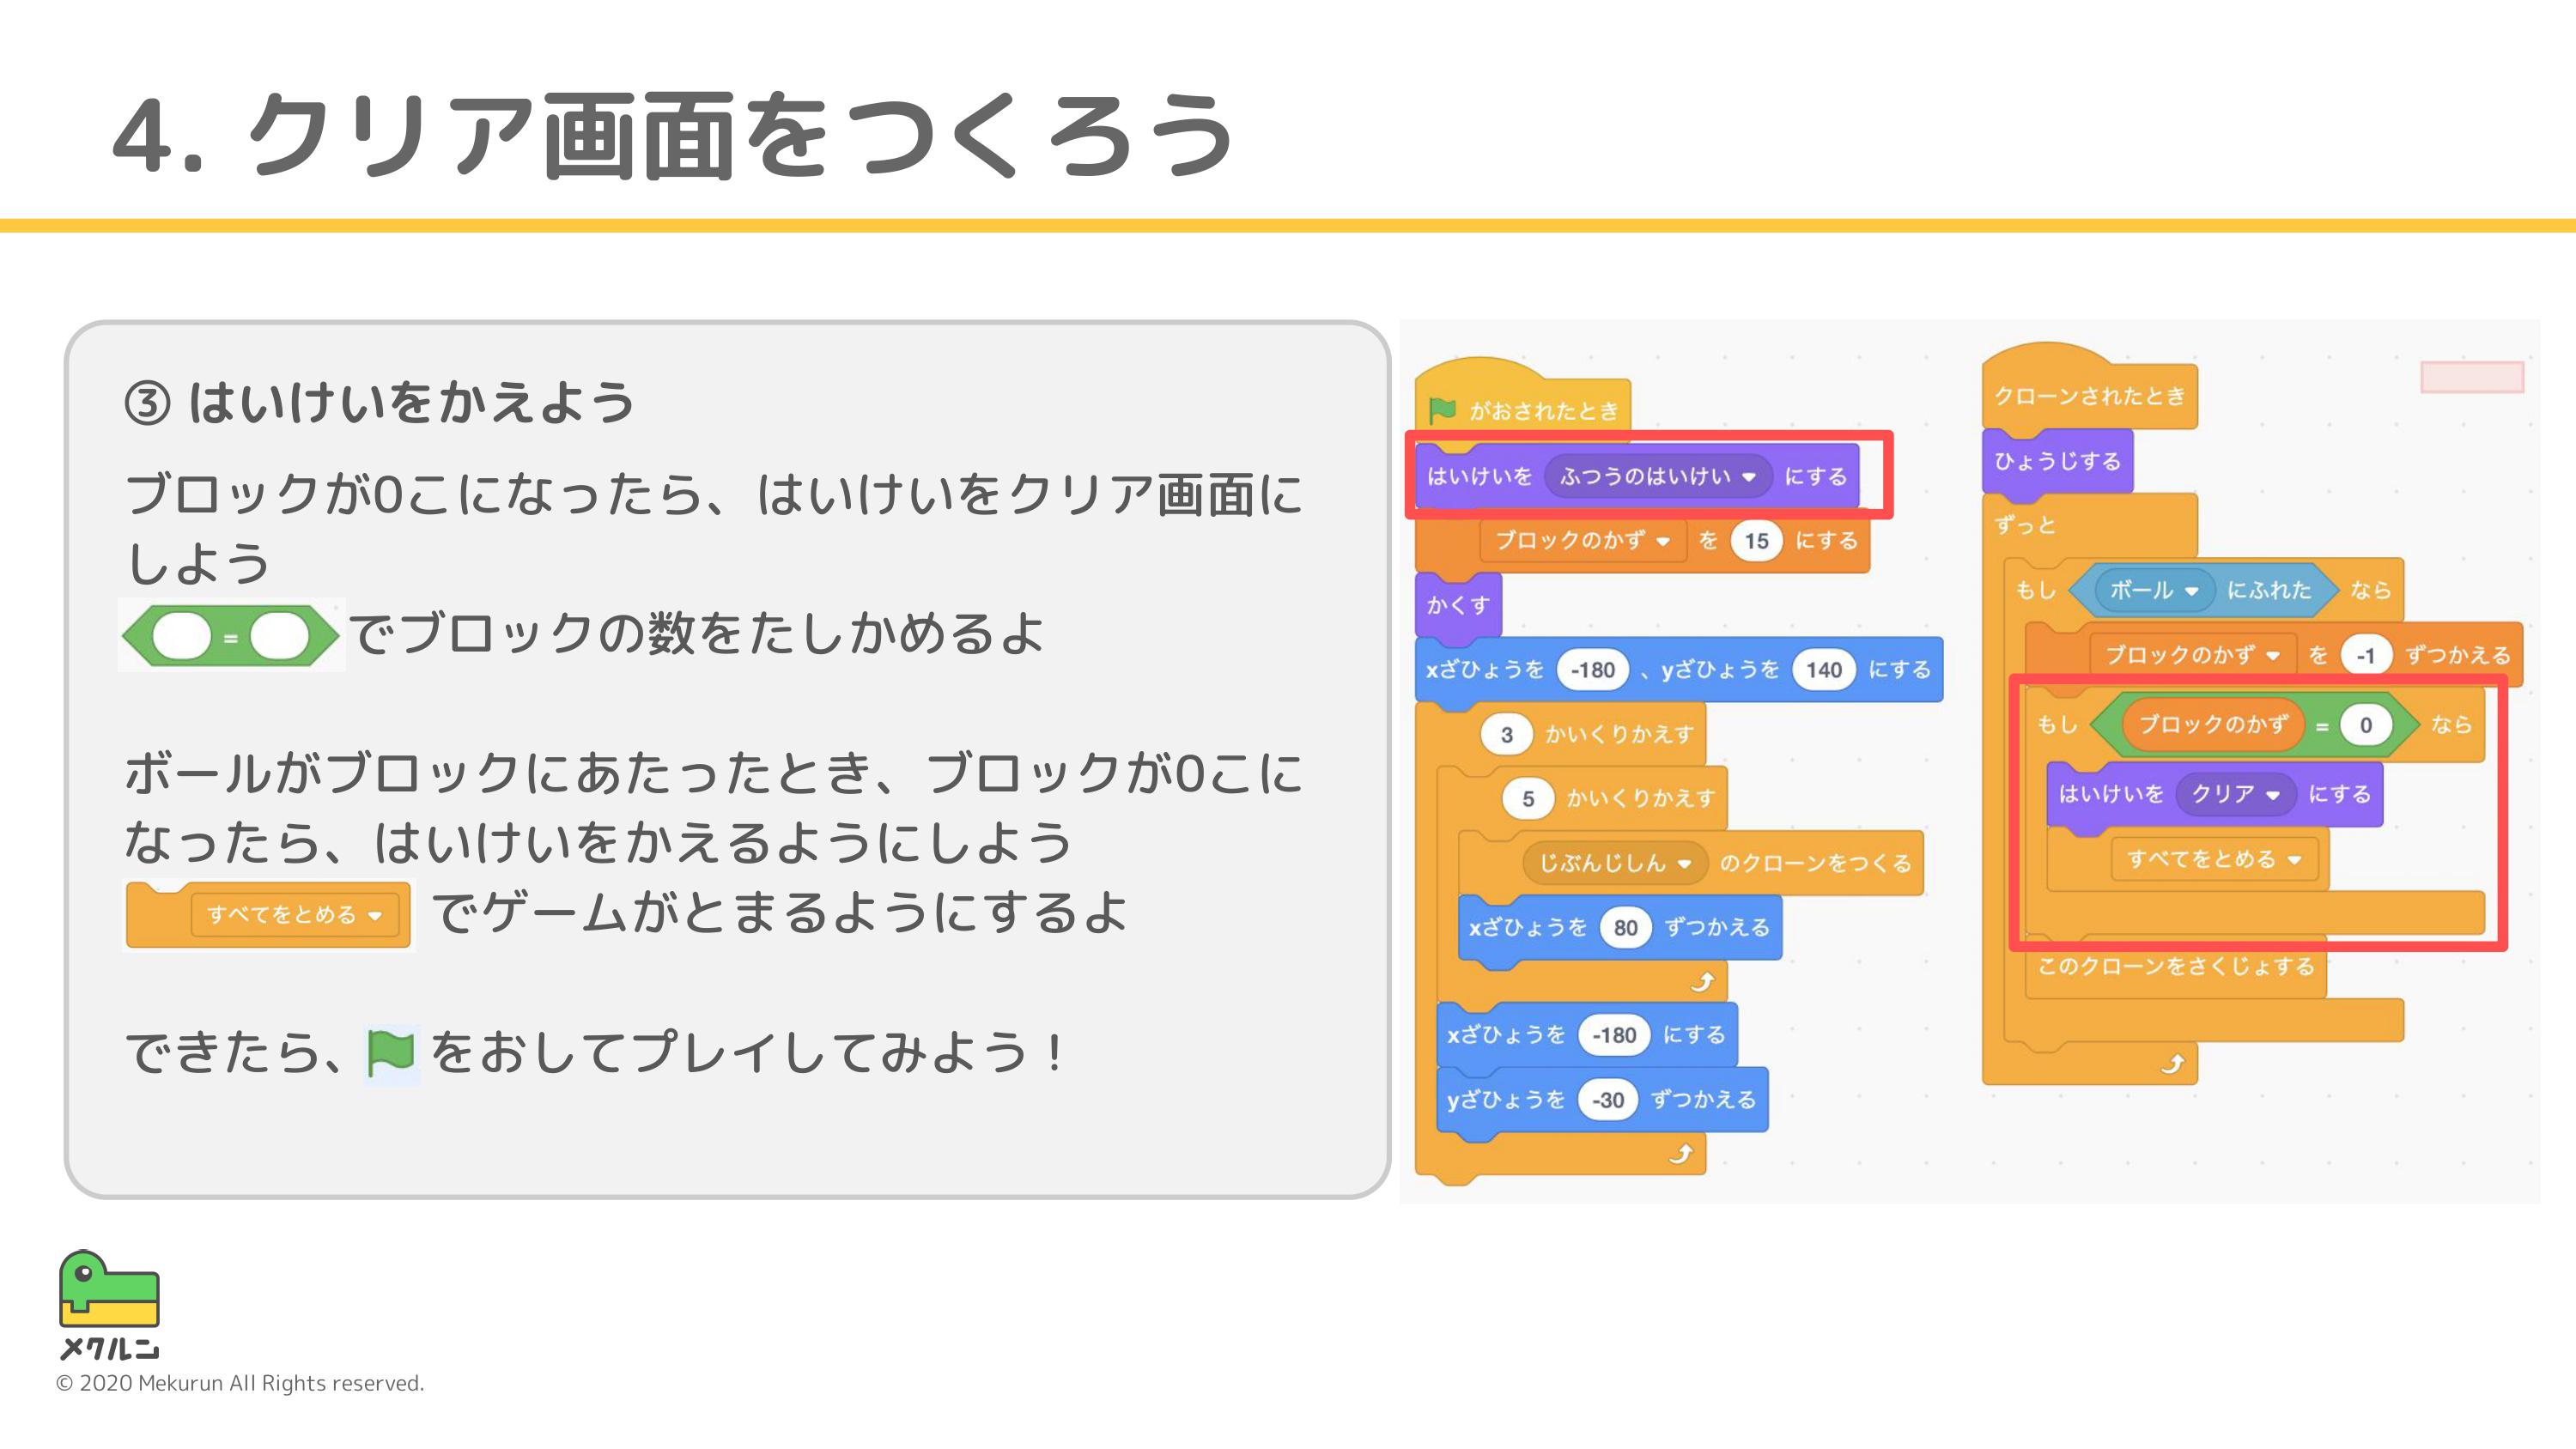 4. クリア画面をつくろう
③ はいけいをかえよう
ブロックが0こになったら、はいけいをクリア画面に
しよう
= でブロックの数をたしかめるよ
ボールがブロックにあたったとき、ブロックが0こに
なったら、はいけいをかえるようにしよう
すべてをとめる でゲームがとまるようにするよ
できたら、をおしてプレイしてみよう！
がおされたとき
はいけいを ふつうのはいけい にする
ブロックのかず を 15 にする
かくす
xざひょうを -180 、yざひょうを 140 にする
3 かいくりかえす
5 かいくりかえす
じぶんじしん のクローンをつくる
xざひょうを 80 ずつかえる
xざひょうを -180 にする
yざひょうを -30 ずつかえる
クローンされたとき
ひょうじする
ずっと
もし ボール にふれた なら
ブロックのかず を -1 ずつかえる
もし ブロックのかず = 0 なら
はいけいを クリア にする
すべてをとめる
このクローンをさくじょする
メクルン
© 2020 Mekurun All Rights reserved.